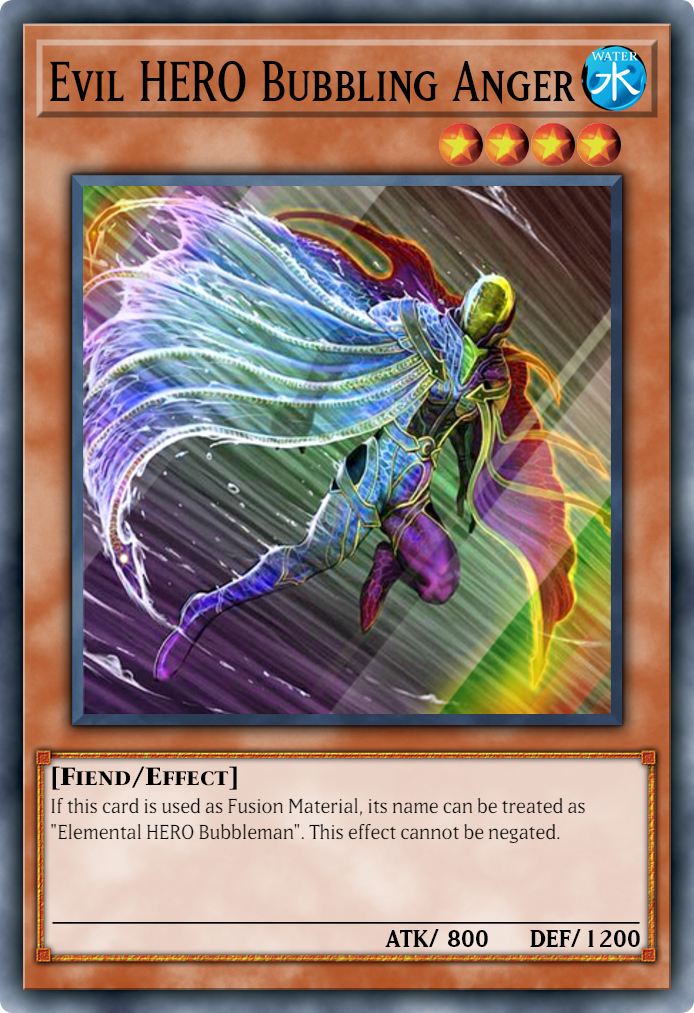 Evil HERO Bubbling Anger
WATER
水
[Fiend/Effect]
If this card is used as Fusion Material, its name can be treated as
"Elemental HERO Bubbleman". This effect cannot be negated.
ATK/ 800 DEF/1200